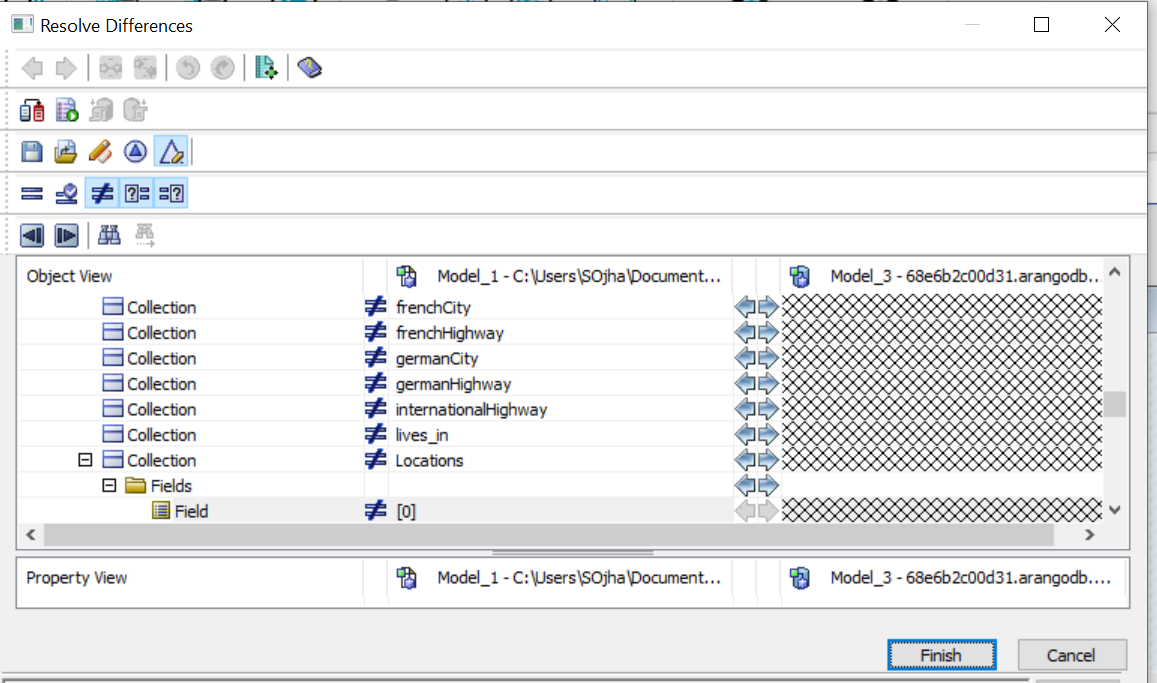 Resolve Differences
Object View Model_1 - C:\Users\SOjha\Document... Model_3 - 68e6b2c00d31.arangodb...
Collection frenchCity
Collection frenchHighway
Collection germanCity
Collection germanHighway
Collection internationalHighway
Collection lives_in
Collection Locations
Fields
Field [0]
Property View Model_1 - C:\Users\SOjha\Document... Model_3 - 68e6b2c00d31.arangodb....
Finish Cancel